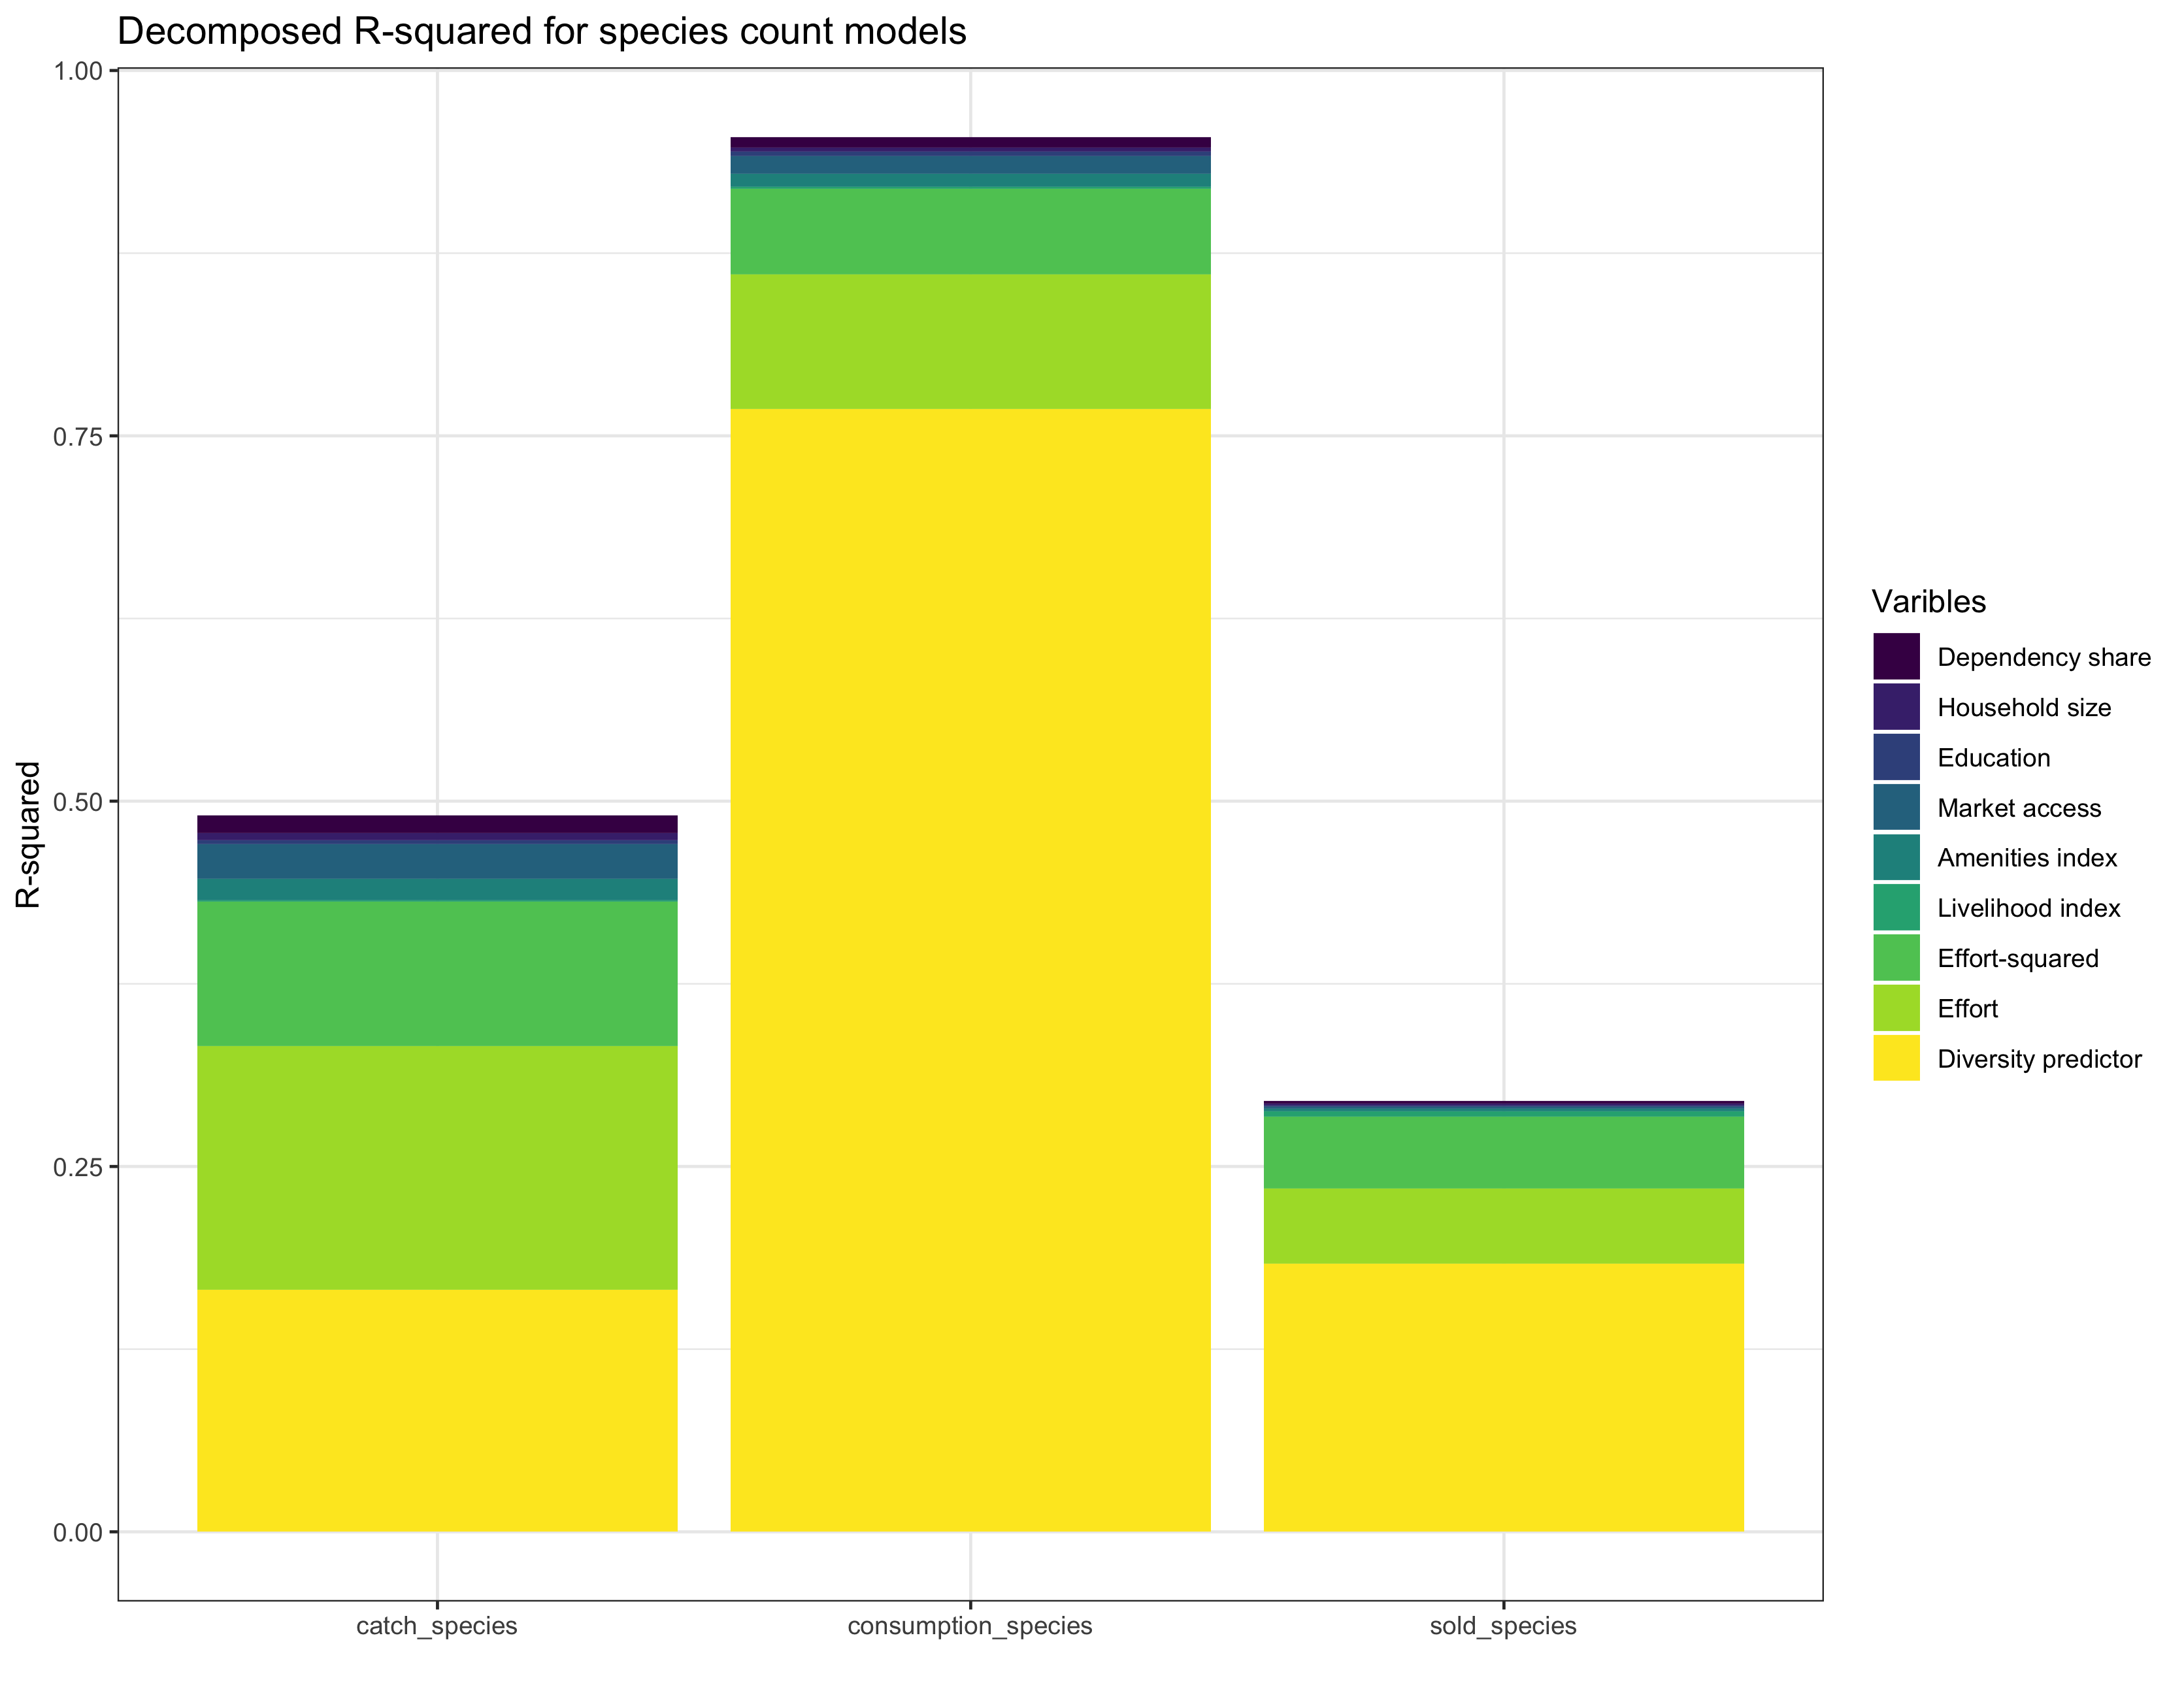 Decomposed R-squared for species count models
1.00
0.75
0.50
0.25
0.00
R-squared
catch_species
consumption_species
sold_species
Varibles
Dependency share
Household size
Education
Market access
Amenities index
Livelihood index
Effort-squared
Effort
Diversity predictor